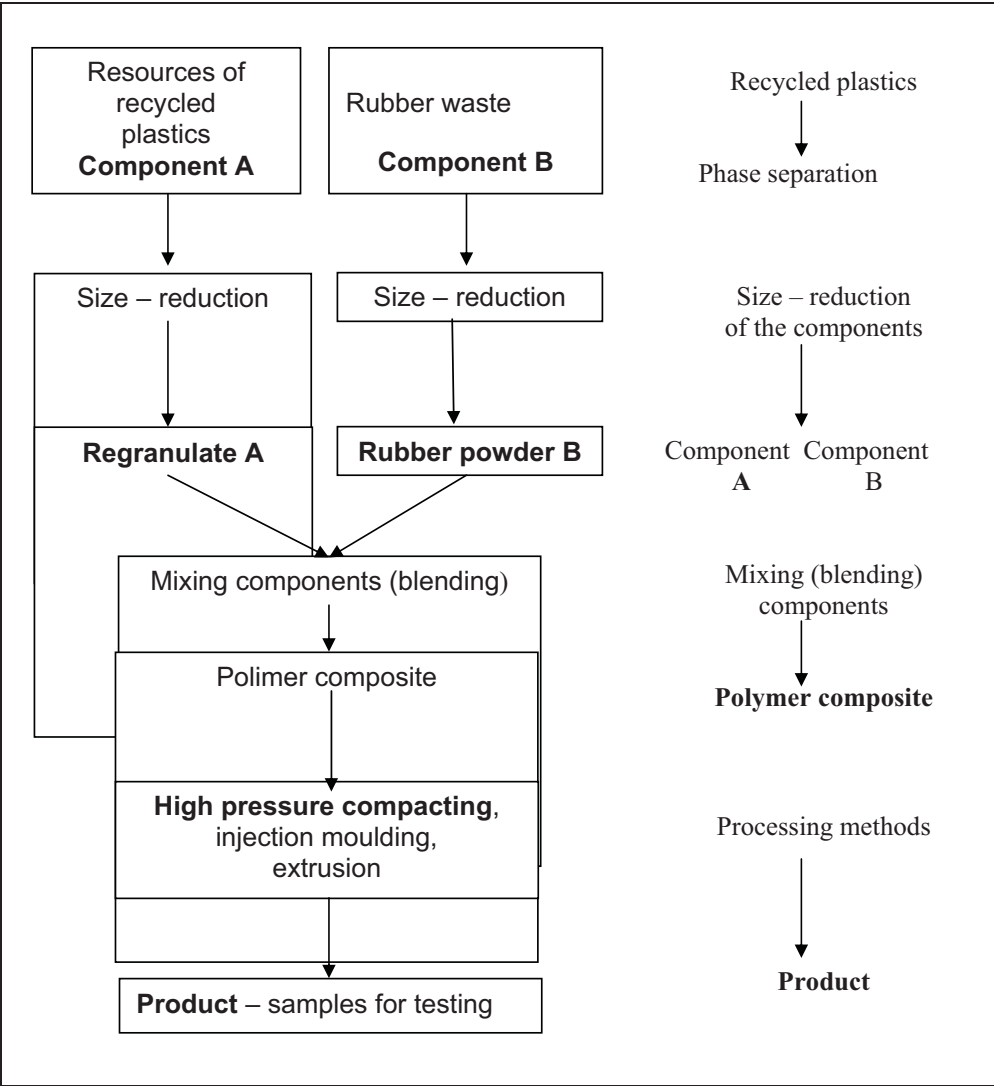 Resources of
recycled
plastics
Component A
Rubber waste
Component B
Recycled plastics
Phase separation
Size – reduction
Size – reduction
Size – reduction
of the components
Regranulate A
Rubber powder B
Component Component
A B
Mixing components (blending)
Mixing (blending)
components
Polimer composite
Polymer composite
High pressure compacting,
injection moulding,
extrusion
Processing methods
Product – samples for testing
Product